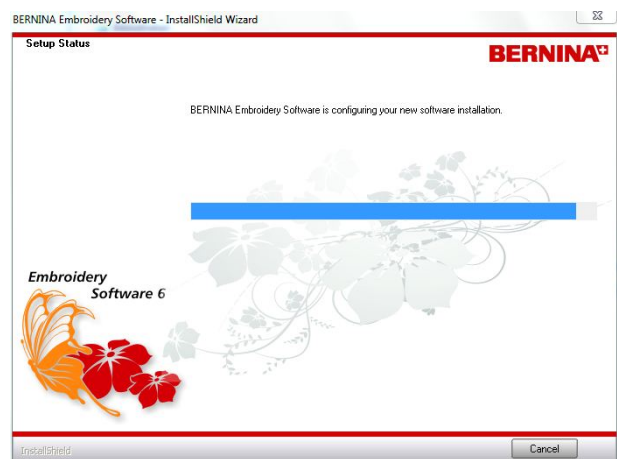 BERNINA Embroidery Software - InstallShield Wizard
Setup Status
BERNINA
BERNINA Embroidery Software is configuring your new software installation.
Embroidery
Software 6
InstallShield
Cancel